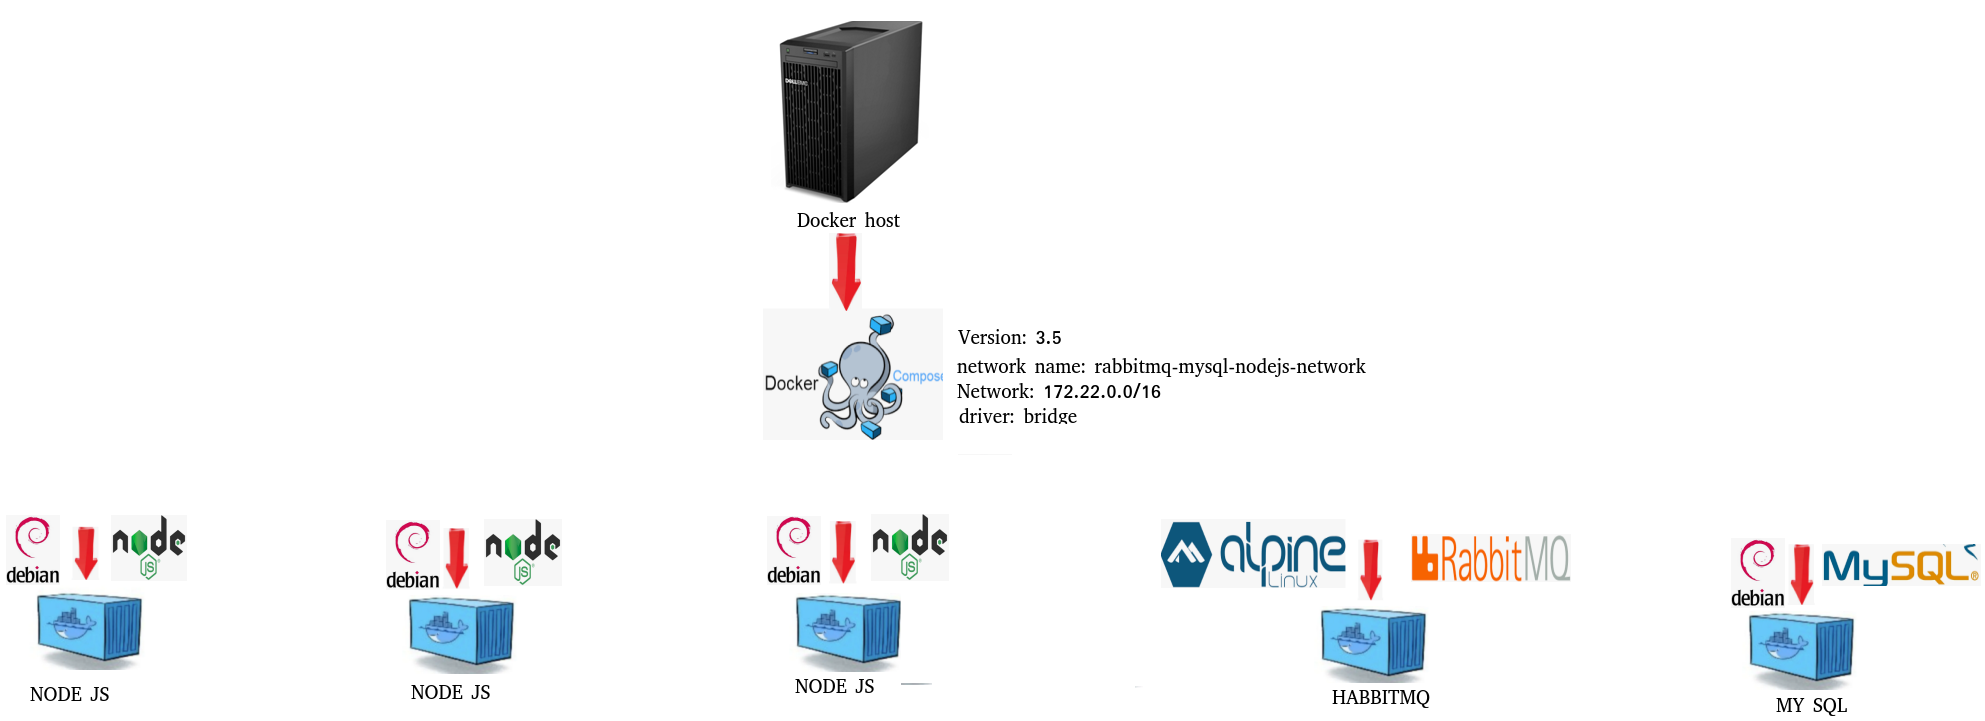 Docker host
Docker
Compose
Version: 3.5
network name: rabbitmq-mysql-nodejs-network
Network: 172.22.0.0/16
driver: bridge
debian
node
JS
NODE JS
debian
node
JS
NODE JS
debian
node
JS
NODE JS
alpine
Linux
RabbitMQ
HABBITMQ
debian
MySQL®
MY SQL